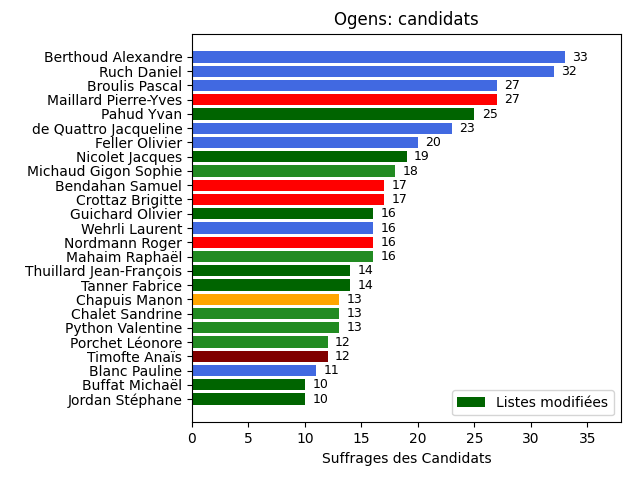 Ogens: candidats
Berthoud Alexandre 33
Ruch Daniel 32
Broulis Pascal 27
Maillard Pierre-Yves 27
Pahud Yvan 25
de Quattro Jacqueline 23
Feller Olivier 20
Nicolet Jacques 19
Michaud Gigon Sophie 18
Bendahan Samuel 17
Crottaz Brigitte 17
Guichard Olivier 16
Wehrli Laurent 16
Nordmann Roger 16
Mahaim Raphaël 16
Thuillard Jean-François 14
Tanner Fabrice 14
Chapuis Manon 13
Chalet Sandrine 13
Python Valentine 13
Porchet Léonore 12
Timofte Anaïs 12
Blanc Pauline 11
Buffat Michaël 10
Jordan Stéphane 10
Listes modifiées
0 5 10 15 20 25 30 35
Suffrages des Candidats